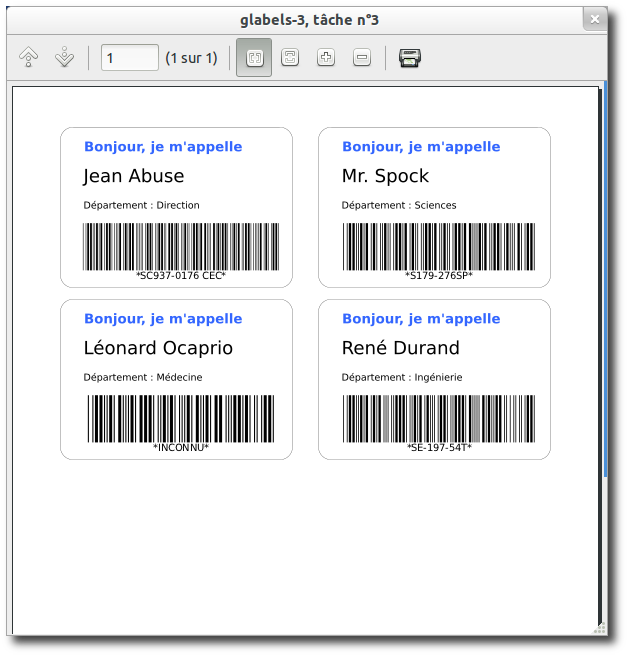 glabels-3, tâche n°3
1 (1 sur 1)
Bonjour, je m'appelle
Jean Abuse
Département : Direction
*SC937-0176 CEC*
Bonjour, je m'appelle
Mr. Spock
Département : Sciences
*S179-276SP*
Bonjour, je m'appelle
Léonard Ocaprio
Département : Médecine
*INCONNU*
Bonjour, je m'appelle
René Durand
Département : Ingénierie
*SE-197-54T*